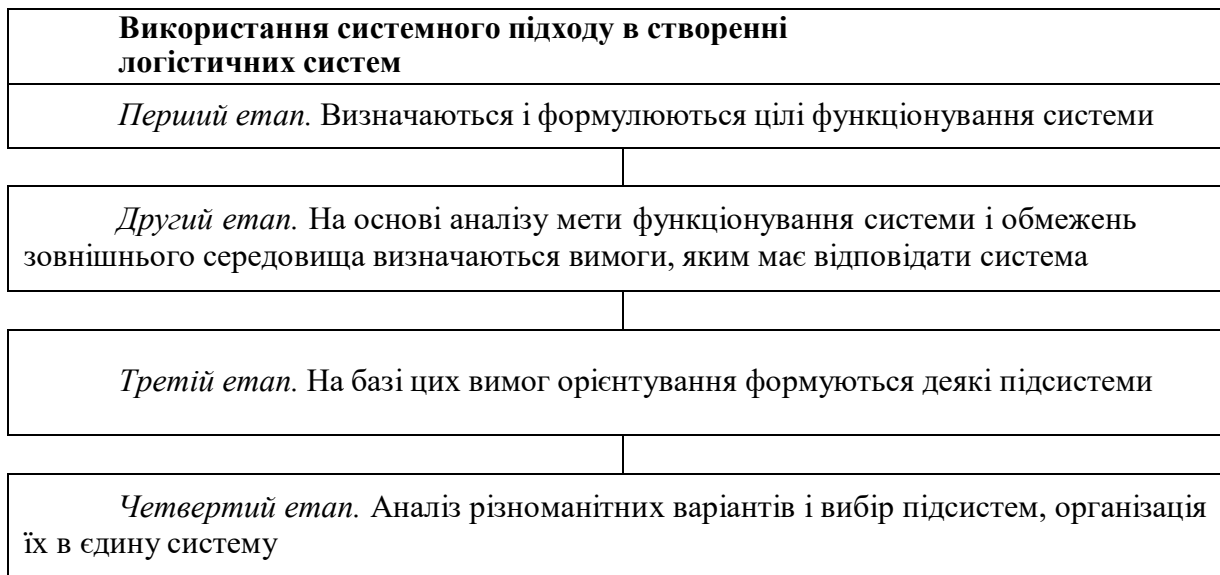 Використання системного підходу в створенні
логістичних систем
Перший етап. Визначаються і формулюються цілі функціонування системи
Другий етап. На основі аналізу мети функціонування системи і обмежень
зовнішнього середовища визначаються вимоги, яким має відповідати система
Третій етап. На базі цих вимог орієнтування формуються деякі підсистеми
Четвертий етап. Аналіз різноманітних варіантів і вибір підсистем, організація
їх в єдину систему